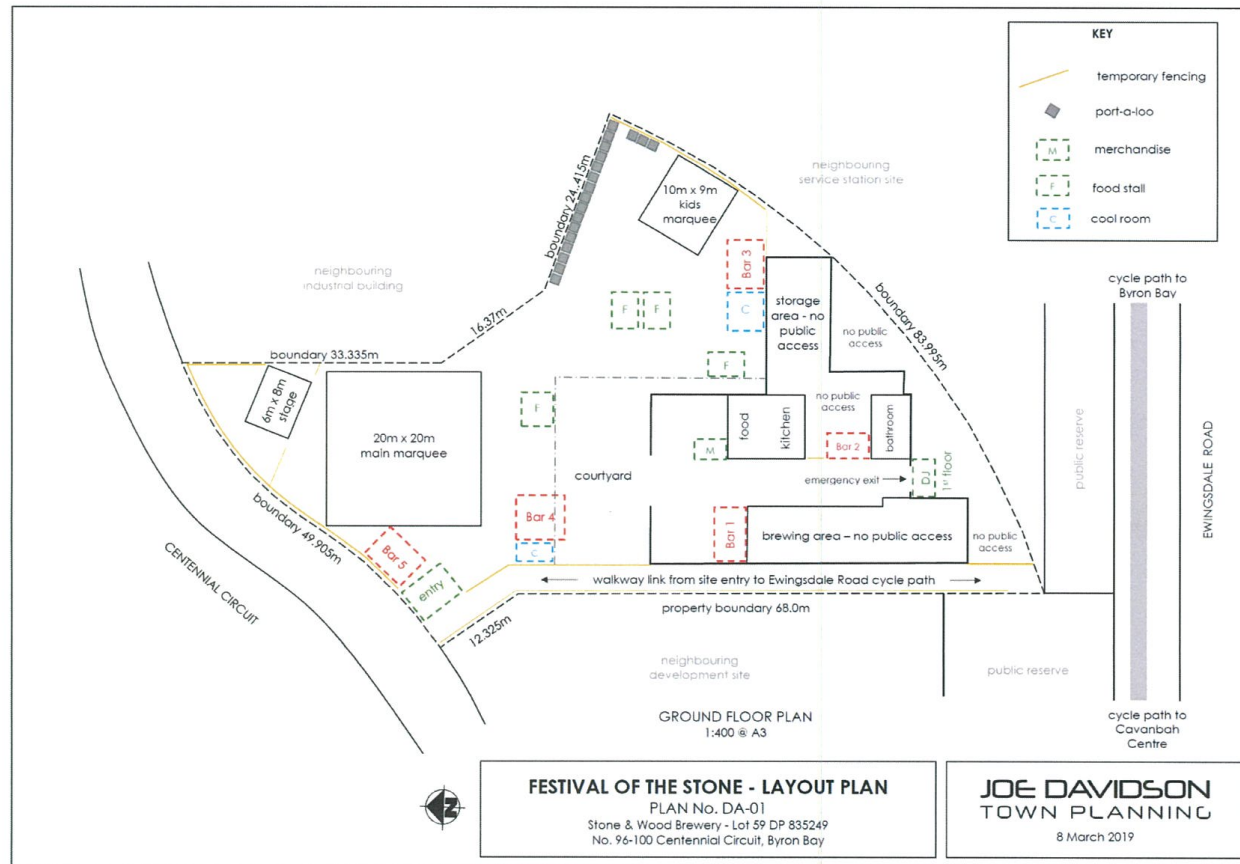 KEY
temporary fencing
port-a-loo
M
merchandise
F
food stall
C
cool room
neighbouring
service station site
10m x 9m
kids
marquee
boundary 24.415m
neighbouring
industrial building
Bar 3
C
storage
area - no
public
access
no public
access
boundary 83.995m
F
F
16.37m
boundary 33.335m
6m x 8m
stage
20m x 20m
main marquee
F
F
no public
access
food
kitchen
bathroom
M
Bar 2
courtyard
emergency exit
DJ
1st floor
Bar 4
C
Bar 1
brewing area – no public access
no public
access
boundary 49.905m
Bar 5
entry
CENTENNIAL CIRCUIT
walkway link from site entry to Ewingsdale Road cycle path
property boundary 68.0m
12.325m
neighbouring
development site
public reserve
cycle path to
Byron Bay
public reserve
EWINGSDALE ROAD
cycle path to
Cavanbah
Centre
GROUND FLOOR PLAN
1:400 @ A3
Z
FESTIVAL OF THE STONE - LAYOUT PLAN
PLAN No. DA-01
Stone & Wood Brewery - Lot 59 DP 835249
No. 96-100 Centennial Circuit, Byron Bay
JOE DAVIDSON
TOWN PLANNING
8 March 2019